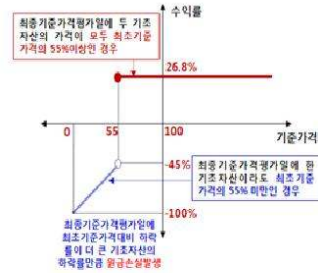 수익률
최종기준가격평가일에 두 기초
자산의 가격이 모두 최초기준
가격의 55%이상인 경우
26.8%
0
55
100
기준가격
-45%
최종기준가격평가일에 한
기초자산이라도 최초기준
가격의 55%미만인 경우
-100%
최종기준가격평가일에
최초기준가격대비 하락
률이 더 큰 기초자산의
하락률만큼 원금손실발생